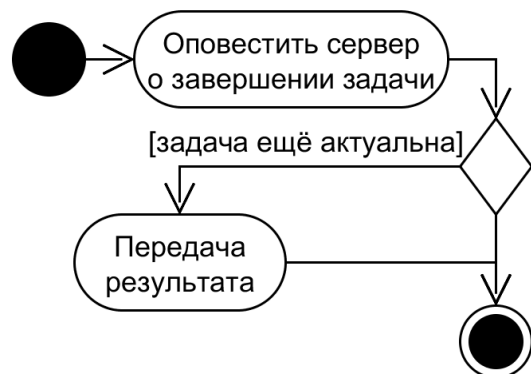 Оповестить сервер
о завершении задачи
[задача ещё актуальна]
Передача
результата